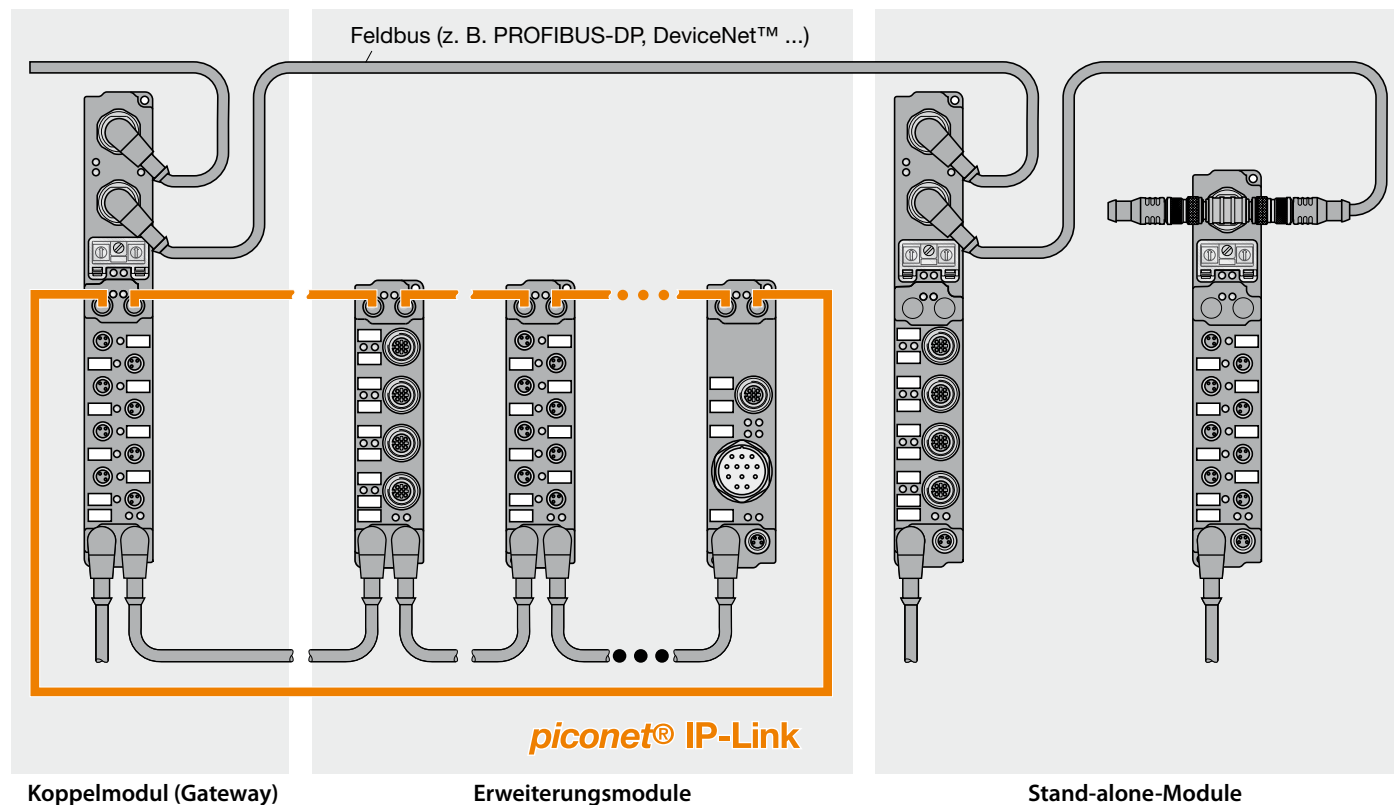 Feldbus (z. B. PROFIBUS-DP, DeviceNet™ ...)
piconet® IP-Link
Koppelmodul (Gateway)
Erweiterungsmodule
Stand-alone-Module